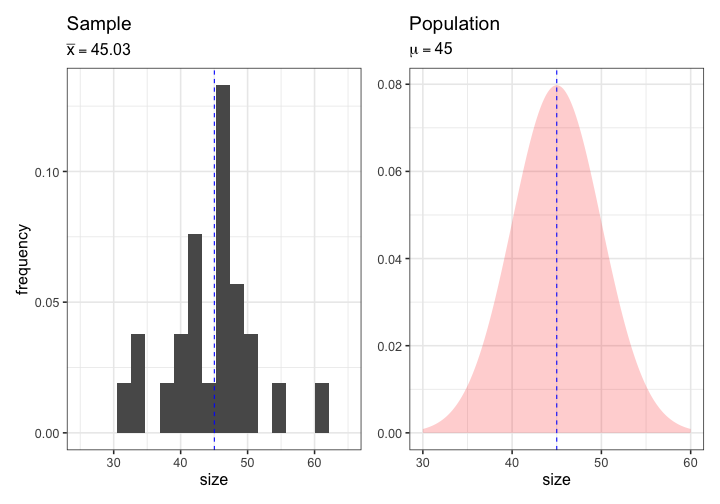 Sample
x̅ = 45.03
frequency
0.10
0.05
0.00
30 40 50 60
size
Population
μ = 45
0.08
0.06
0.04
0.02
0.00
30 40 50 60
size